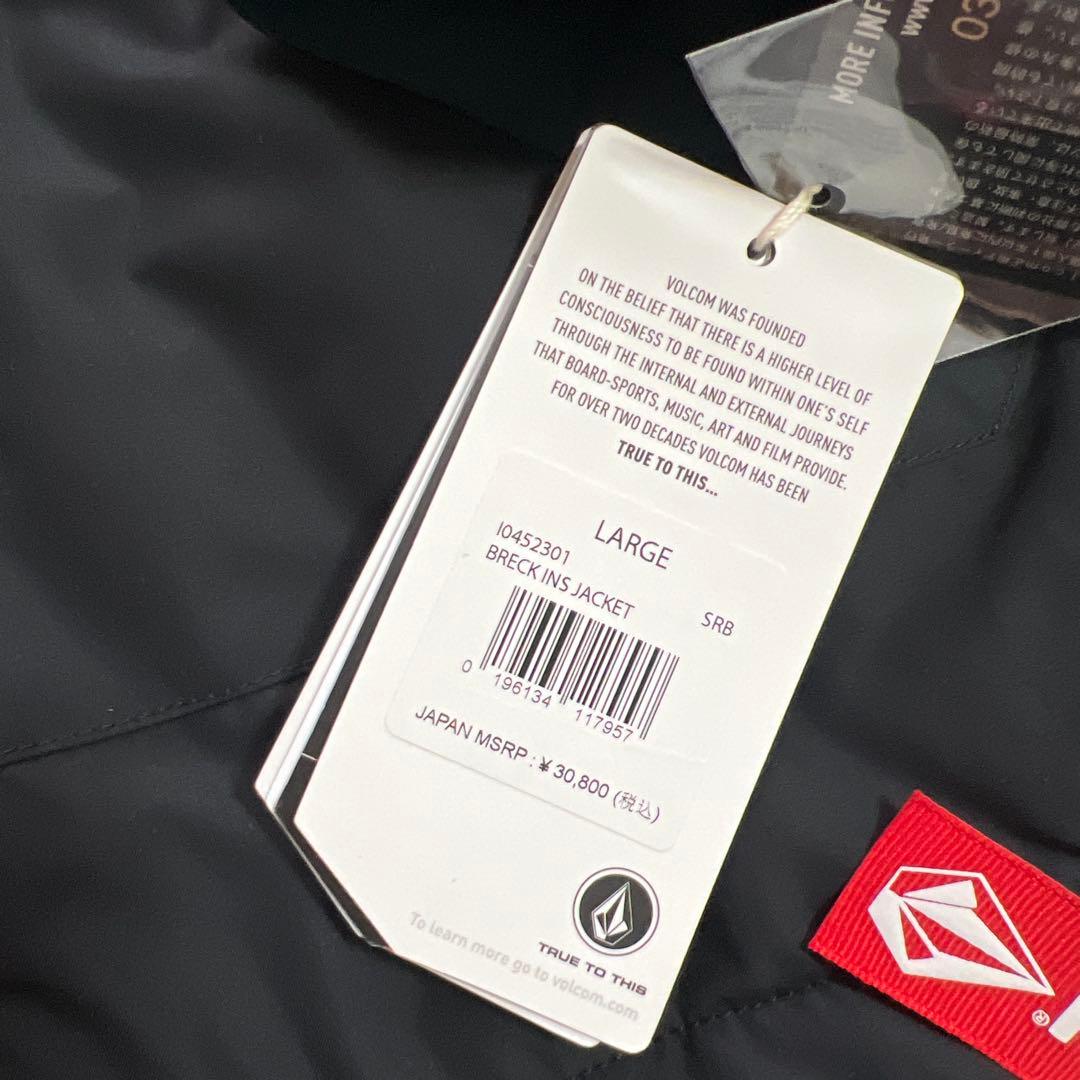 MORE INF
www
03
VOLCOM WAS FOUNDED
ON THE BELIEF THAT THERE IS A HIGHER LEVEL OF
CONSCIOUSNESS TO BE FOUND WITHIN ONE'S SELF
THROUGH THE INTERNAL AND EXTERNAL JOURNEYS
THAT BOARD-SPORTS, MUSIC, ART AND FILM PROVIDE.
FOR OVER TWO DECADES VOLCOM HAS BEEN
TRUE TO THIS...
LARGE
I0452301
BRECK INS JACKET SRB
0 196134 117957
JAPAN MSRP : ¥ 30,800 (税込)
TRUE TO THIS
To learn more go to volcom.com
®